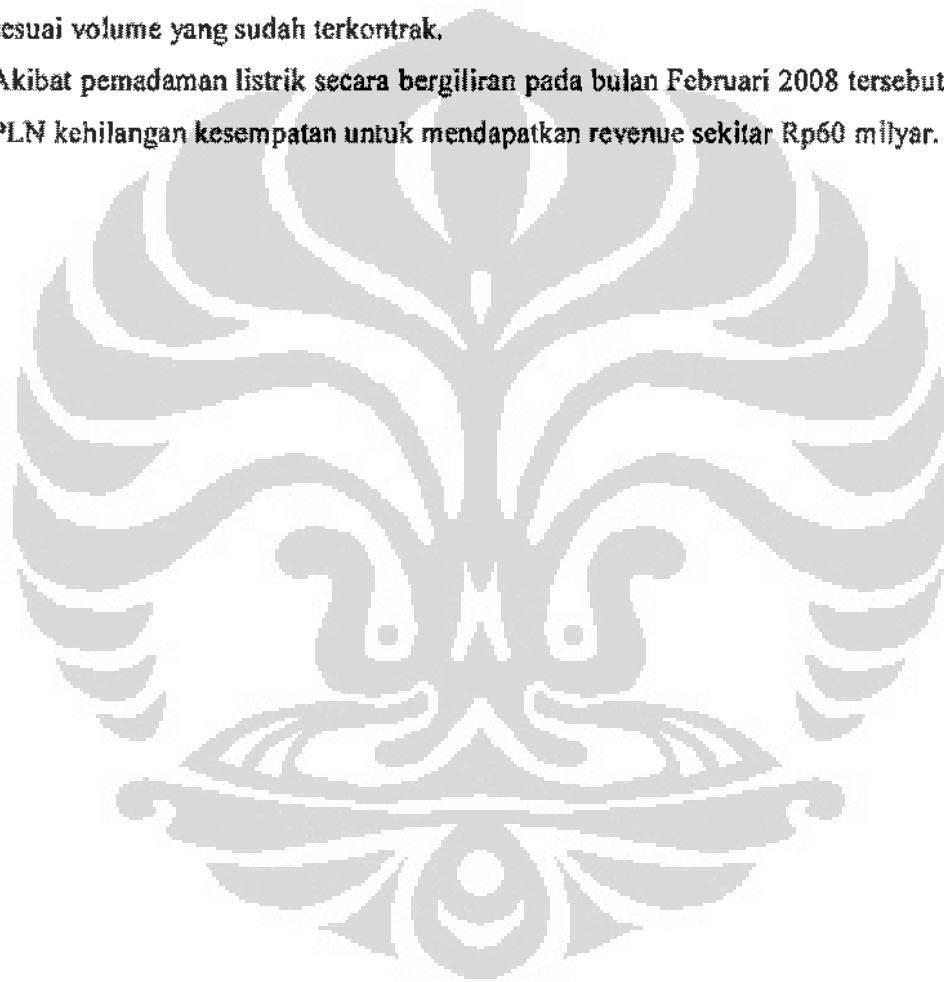 sesuai volume yang sudah terkontrak.
Akibat pemadaman listrik secara bergiliran pada bulan Februari 2008 tersebut
PLN kehilangan kesempatan untuk mendapatkan revenue sekitar Rp60 milyar.